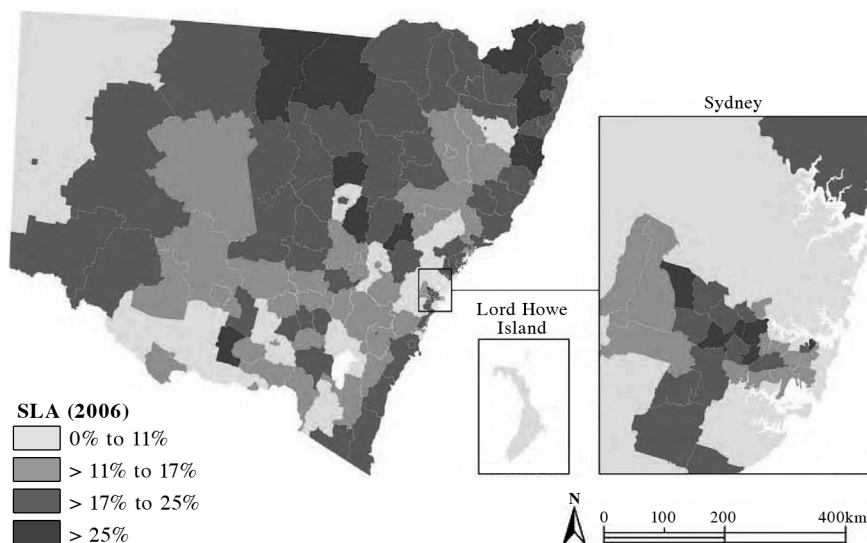 Sydney
Lord Howe
Island
SLA (2006)
0% to 11%
> 11% to 17%
> 17% to 25%
> 25%
N
0 100 200 400km